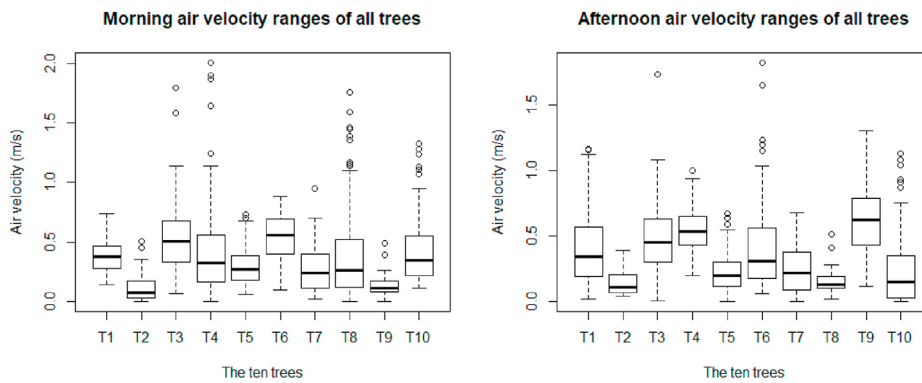 Morning air velocity ranges of all trees
Air velocity (m/s)
2.0
1.5
1.0
0.5
0.0
T1 T2 T3 T4 T5 T6 T7 T8 T9 T10
The ten trees
Afternoon air velocity ranges of all trees
Air velocity (m/s)
1.5
1.0
0.5
0.0
T1 T2 T3 T4 T5 T6 T7 T8 T9 T10
The ten trees